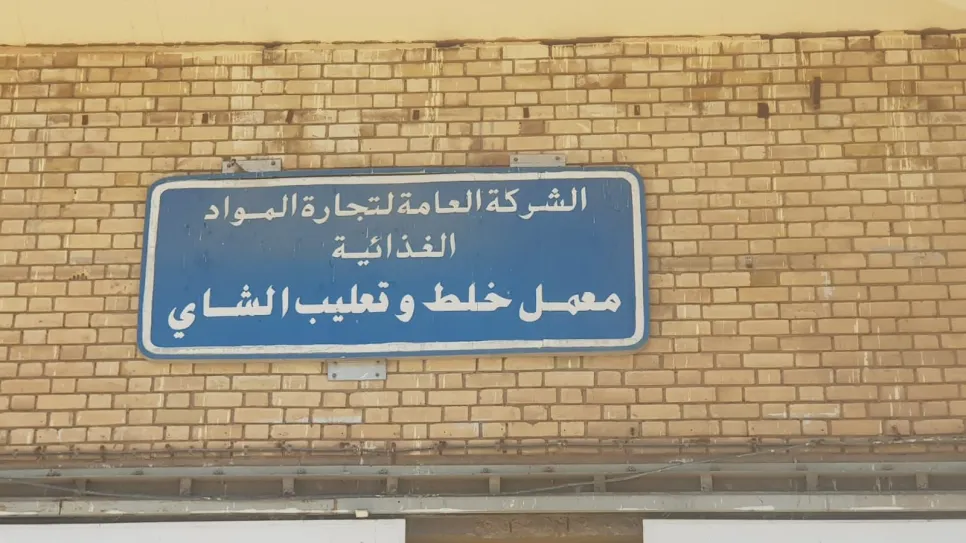 الشركة العامة لتجارة المواد
الغذائية
معمل خلط و تعليب الشاي